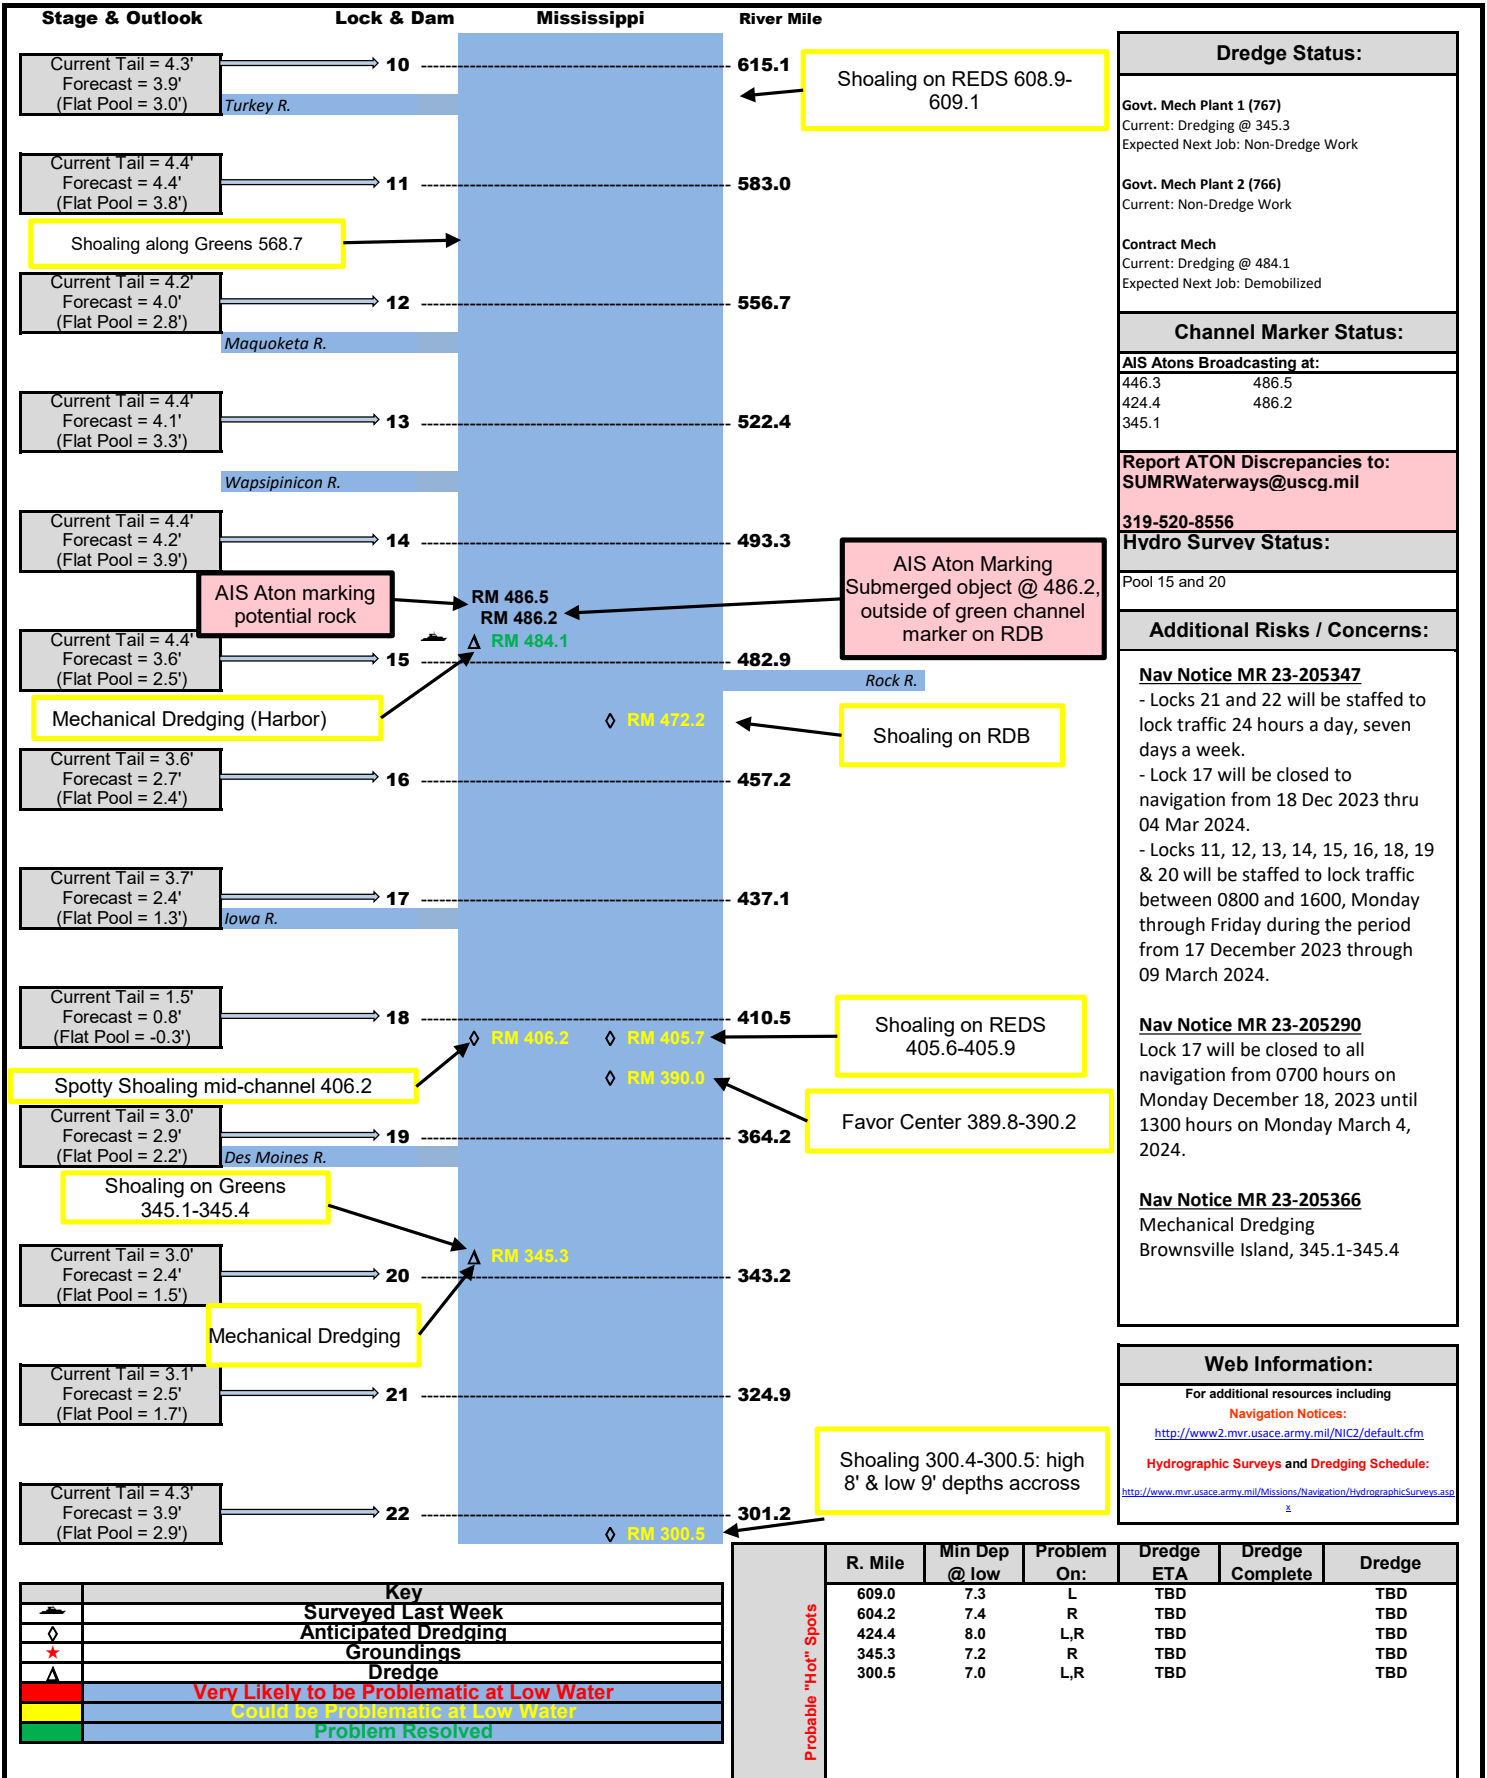 Stage & Outlook
Lock & Dam
Mississippi
River Mile
Current Tail = 4.3'
Forecast = 3.9'
(Flat Pool = 3.0')
10
615.1
Turkey R.
Shoaling on REDS 608.9-
609.1
Current Tail = 4.4'
Forecast = 4.4'
(Flat Pool = 3.8')
11
583.0
Shoaling along Greens 568.7
Current Tail = 4.2'
Forecast = 4.0'
(Flat Pool = 2.8')
12
556.7
Maquoketa R.
Current Tail = 4.4'
Forecast = 4.1'
(Flat Pool = 3.3')
13
522.4
Wapsipinicon R.
Current Tail = 4.4'
Forecast = 4.2'
(Flat Pool = 3.9')
14
493.3
AIS Aton marking
potential rock
RM 486.5
RM 486.2
RM 484.1
AIS Aton Marking
Submerged object @ 486.2,
outside of green channel
marker on RDB
Current Tail = 4.4'
Forecast = 3.6'
(Flat Pool = 2.5')
15
482.9
Rock R.
Mechanical Dredging (Harbor)
RM 472.2
Shoaling on RDB
Current Tail = 3.6'
Forecast = 2.7'
(Flat Pool = 2.4')
16
457.2
Current Tail = 3.7'
Forecast = 2.4'
(Flat Pool = 1.3')
17
437.1
Iowa R.
Current Tail = 1.5'
Forecast = 0.8'
(Flat Pool = -0.3')
18
410.5
RM 406.2
RM 405.7
Shoaling on REDS
405.6-405.9
Spotty Shoaling mid-channel 406.2
RM 390.0
Favor Center 389.8-390.2
Current Tail = 3.0'
Forecast = 2.9'
(Flat Pool = 2.2')
19
364.2
Des Moines R.
Shoaling on Greens
345.1-345.4
RM 345.3
Current Tail = 3.0'
Forecast = 2.4'
(Flat Pool = 1.5')
20
343.2
Mechanical Dredging
Current Tail = 3.1'
Forecast = 2.5'
(Flat Pool = 1.7')
21
324.9
Shoaling 300.4-300.5: high
8' & low 9' depths accross
Current Tail = 4.3'
Forecast = 3.9'
(Flat Pool = 2.9')
22
301.2
RM 300.5
Dredge Status:
Govt. Mech Plant 1 (767)
Current: Dredging @ 345.3
Expected Next Job: Non-Dredge Work
Govt. Mech Plant 2 (766)
Current: Non-Dredge Work
Contract Mech
Current: Dredging @ 484.1
Expected Next Job: Demobilized
Channel Marker Status:
AIS Atons Broadcasting at:
446.3 486.5
424.4 486.2
345.1
Report ATON Discrepancies to:
SUMRWaterways@uscg.mil
319-520-8556
Hydro Survey Status:
Pool 15 and 20
Additional Risks / Concerns:
Nav Notice MR 23-205347
- Locks 21 and 22 will be staffed to
lock traffic 24 hours a day, seven
days a week.
- Lock 17 will be closed to
navigation from 18 Dec 2023 thru
04 Mar 2024.
- Locks 11, 12, 13, 14, 15, 16, 18, 19
& 20 will be staffed to lock traffic
between 0800 and 1600, Monday
through Friday during the period
from 17 December 2023 through
09 March 2024.
Nav Notice MR 23-205290
Lock 17 will be closed to all
navigation from 0700 hours on
Monday December 18, 2023 until
1300 hours on Monday March 4,
2024.
Nav Notice MR 23-205366
Mechanical Dredging
Brownsville Island, 345.1-345.4
Web Information:
For additional resources including
Navigation Notices:
http://www2.mvr.usace.army.mil/NIC2/default.cfm
Hydrographic Surveys and Dredging Schedule:
http://www.mvr.usace.army.mil/Missions/Navigation/HydrographicSurveys.asp
x
Key
Surveyed Last Week
Anticipated Dredging
Groundings
Dredge
Very Likely to be Problematic at Low Water
Could be Problematic at Low Water
Problem Resolved
Probable "Hot" Spots
R. Mile | Min Dep @ low | Problem On: | Dredge ETA | Dredge Complete | Dredge
609.0 7.3 L TBD TBD
604.2 7.4 R TBD TBD
424.4 8.0 L,R TBD TBD
345.3 7.2 R TBD TBD
300.5 7.0 L,R TBD TBD